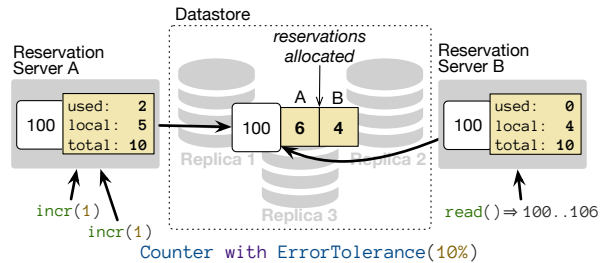 Datastore
Reservation
Server A
100
used: 2
local: 5
total: 10
incr(1)
incr(1)
reservations
allocated
A B
100 6 4
Replica 1
Replica 2
Replica 3
Reservation
Server B
100
used: 0
local: 4
total: 10
read()⇒100..106
Counter with ErrorTolerance(10%)